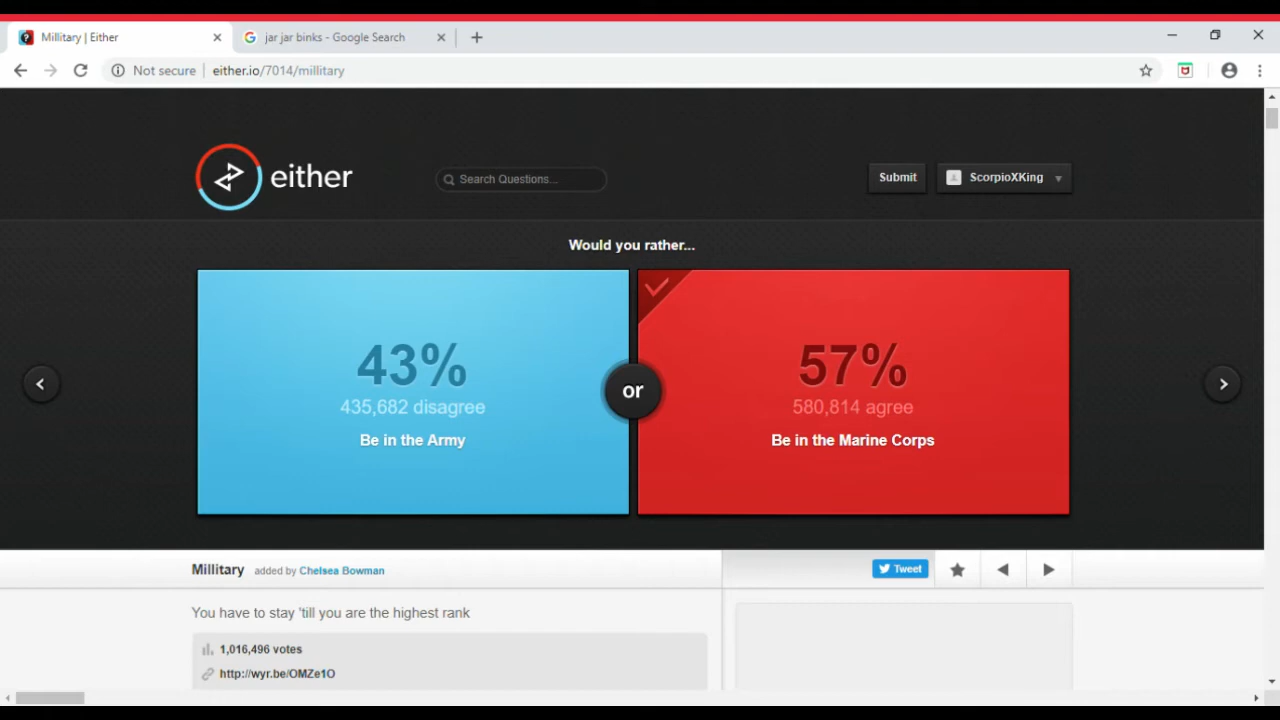 Millitary | Either
jar jar binks - Google Search
Not secure
either.io/7014/millitary
either
Search Questions...
Submit
ScorpioXKing
Would you rather...
43%
435,682 disagree
Be in the Army
or
57%
580,814 agree
Be in the Marine Corps
Millitary added by Chelsea Bowman
Tweet
You have to stay 'till you are the highest rank
1,016,496 votes
http://wyr.be/OMZe1O